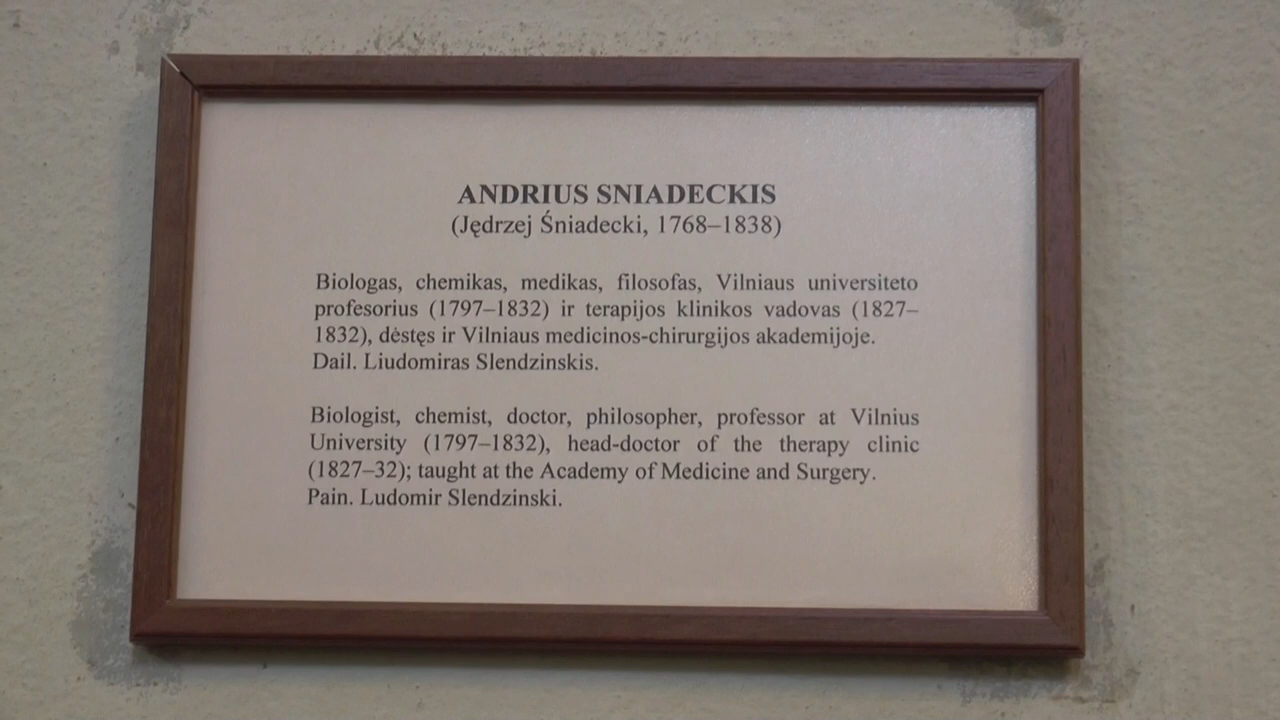 ANDRIUS SNIADECKIS
(Jędrzej Śniadecki, 1768–1838)
Biologas, chemikas, medikas, filosofas, Vilniaus universiteto
profesorius (1797–1832) ir terapijos klinikos vadovas (1827–
1832), dėstęs ir Vilniaus medicinos-chirurgijos akademijoje.
Dail. Liudomiras Slendzinskis.
Biologist, chemist, doctor, philosopher, professor at Vilnius
University (1797–1832), head-doctor of the therapy clinic
(1827–32); taught at the Academy of Medicine and Surgery.
Pain. Ludomir Slendzinski.